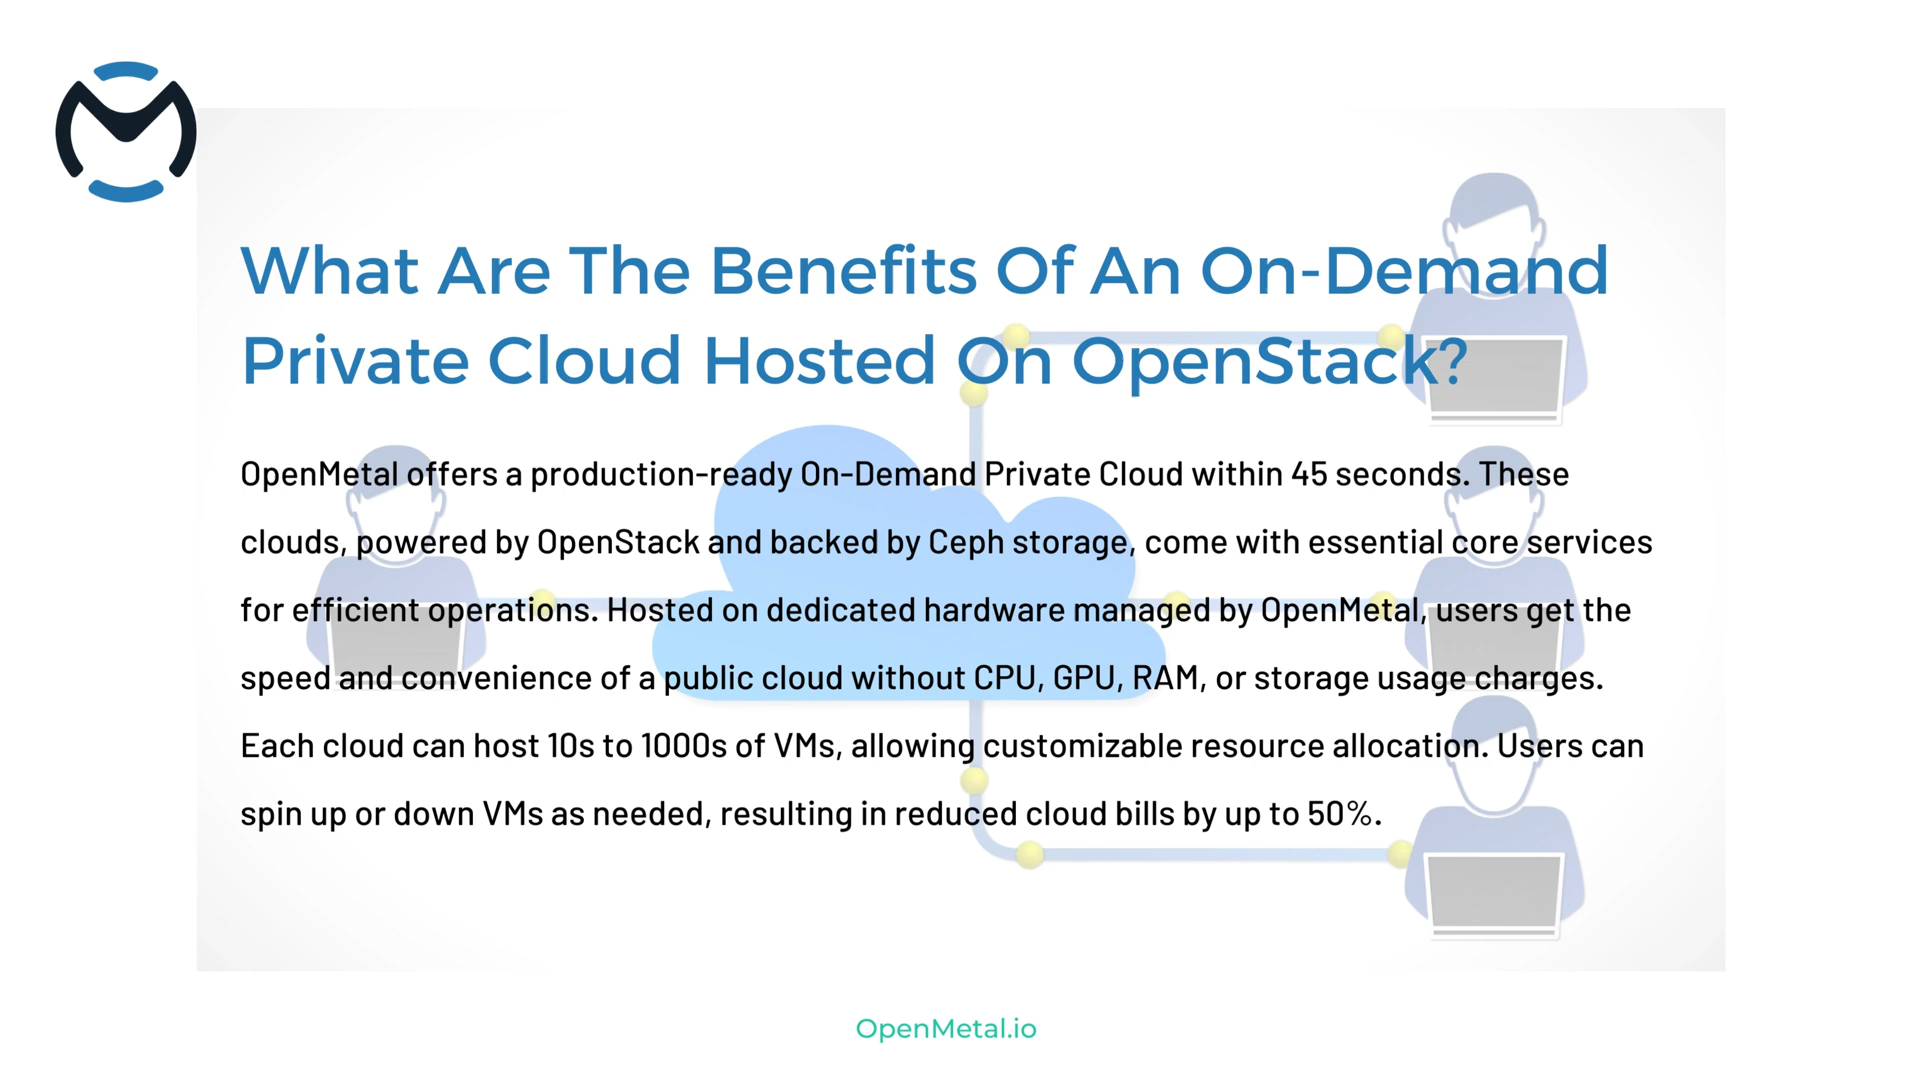 What Are The Benefits Of An On-Demand
Private Cloud Hosted On OpenStack?
OpenMetal offers a production-ready On-Demand Private Cloud within 45 seconds. These
clouds, powered by OpenStack and backed by Ceph storage, come with essential core services
for efficient operations. Hosted on dedicated hardware managed by OpenMetal, users get the
speed and convenience of a public cloud without CPU, GPU, RAM, or storage usage charges.
Each cloud can host 10s to 1000s of VMs, allowing customizable resource allocation. Users can
spin up or down VMs as needed, resulting in reduced cloud bills by up to 50%.
OpenMetal.io